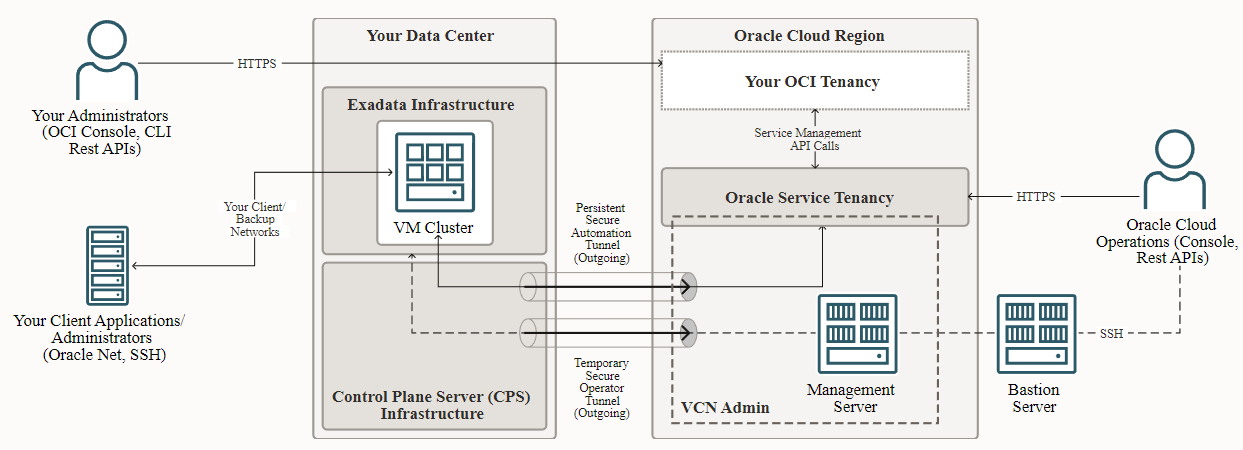 Your Data Center
Oracle Cloud Region
HTTPS
Your OCI Tenancy
Your Administrators
(OCI Console, CLI
Rest APIs)
Exadata Infrastructure
Service Management
API Calls
VM Cluster
Oracle Service Tenancy
HTTPS
Your Client/
Backup
Networks
Persistent
Secure
Automation
Tunnel
(Outgoing)
Oracle Cloud
Operations (Console,
Rest APIs)
Your Client Applications/
Administrators
(Oracle Net, SSH)
SSH
Temporary
Secure
Operator
Tunnel
(Outgoing)
Control Plane Server (CPS)
Infrastructure
VCN Admin
Management
Server
Bastion
Server